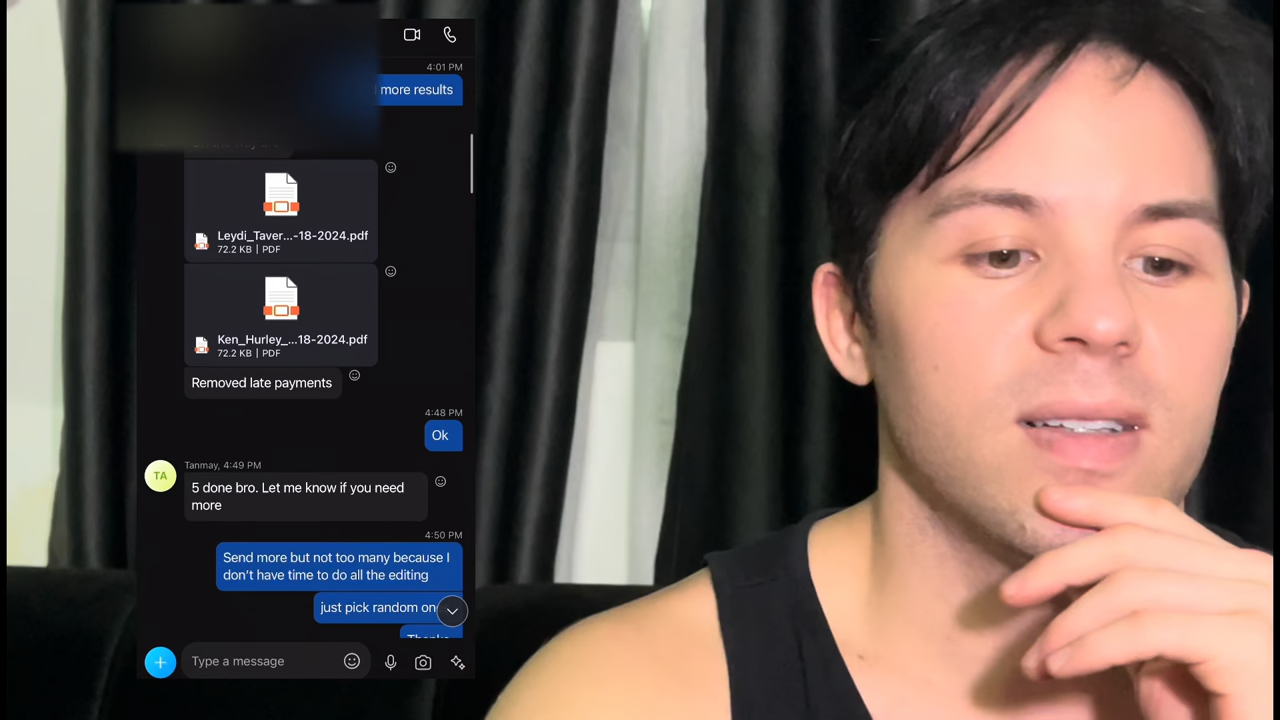 4:01 PM
more results
Leydi_Taver...-18-2024.pdf
72.2 KB | PDF
Ken_Hurley_...18-2024.pdf
72.2 KB | PDF
Removed late payments
4:48 PM
Ok
Tanmay, 4:49 PM
TA
5 done bro. Let me know if you need
more
4:50 PM
Send more but not too many because I
don't have time to do all the editing
just pick random on
Thanks
Type a message